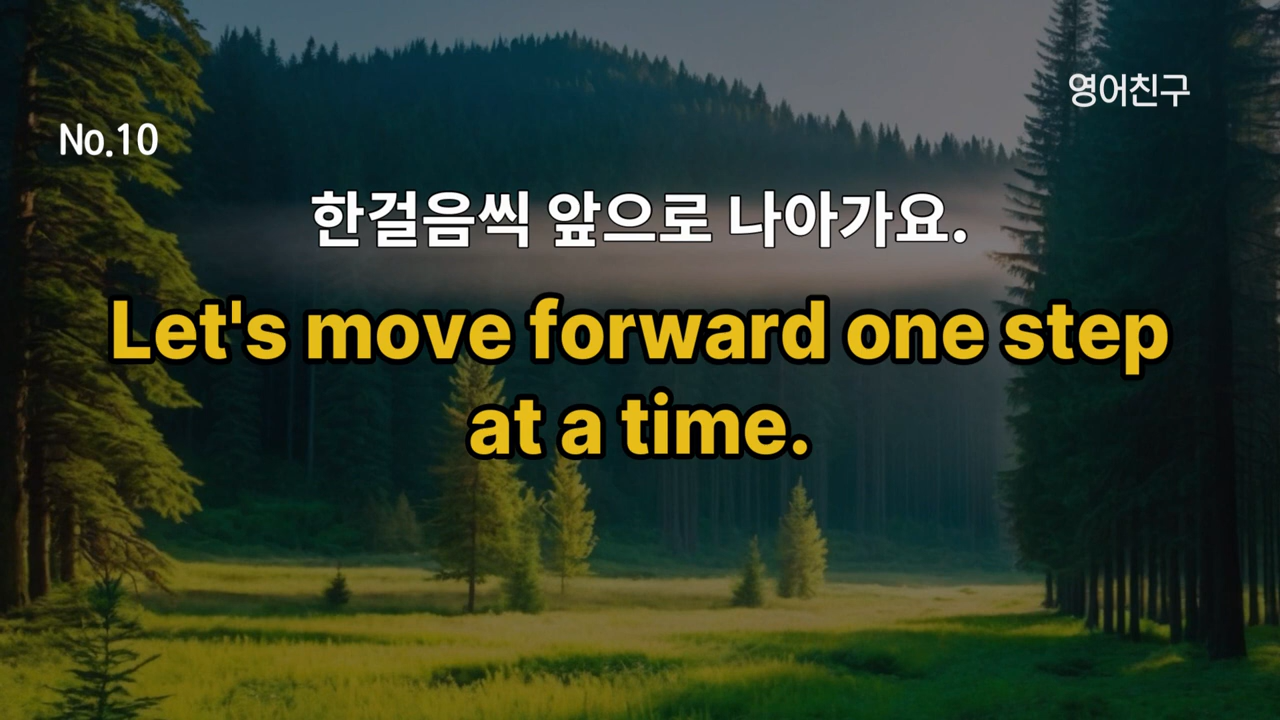 영어친구
No.10
한걸음씩 앞으로 나아가요.
Let's move forward one step
at a time.